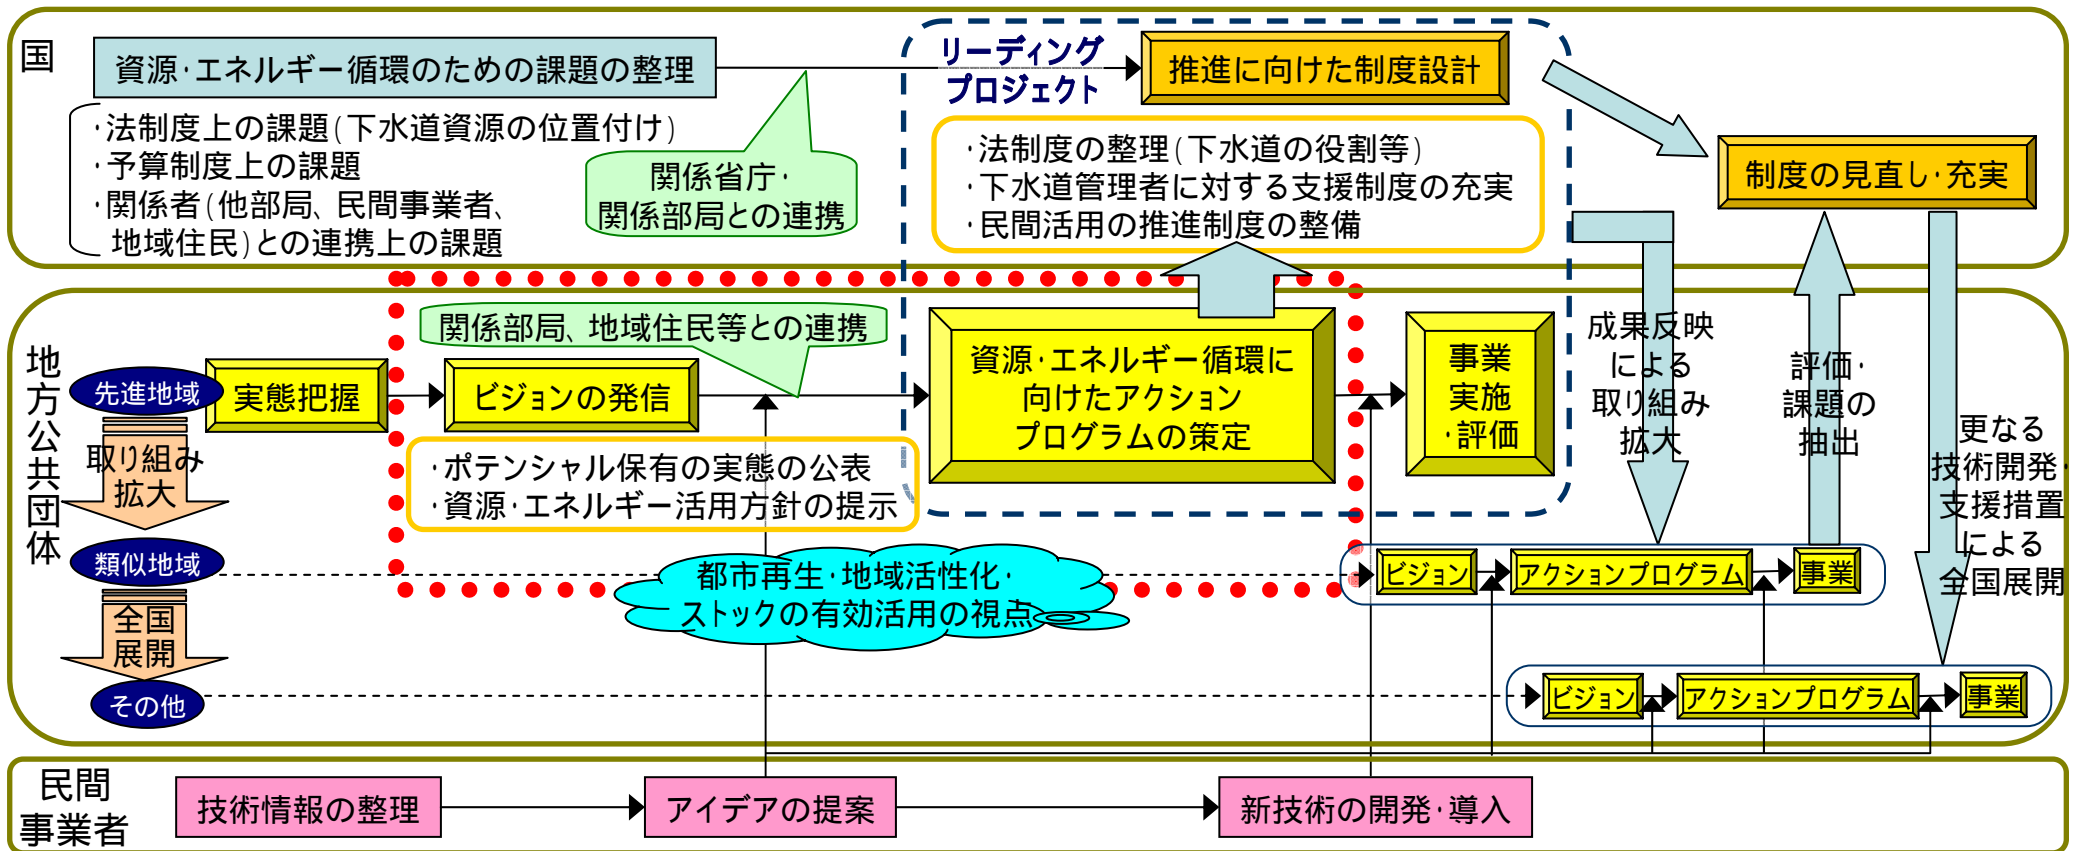 国
資源・エネルギー循環のための課題の整理
・法制度上の課題(下水道資源の位置付け)
・予算制度上の課題
・関係者(他部局、民間事業者、
地域住民)との連携上の課題
関係省庁・
関係部局との連携
リーディング
プロジェクト
推進に向けた制度設計
・法制度の整理(下水道の役割等)
・下水道管理者に対する支援制度の充実
・民間活用の推進制度の整備
制度の見直し・充実
地方公共団体
先進地域
取り組み
拡大
類似地域
全国
展開
その他
実態把握
関係部局、地域住民等との連携
ビジョンの発信
・ポテンシャル保有の実態の公表
・資源・エネルギー活用方針の提示
資源・エネルギー循環に
向けたアクション
プログラムの策定
事業
実施
・評価
成果反映
による
取り組み
拡大
評価・
課題の
抽出
更なる
技術開発・
支援措置
による
全国展開
都市再生・地域活性化・
ストックの有効活用の視点
ビジョン
アクションプログラム
事業
ビジョン
アクションプログラム
事業
民間
事業者
技術情報の整理
アイデアの提案
新技術の開発・導入